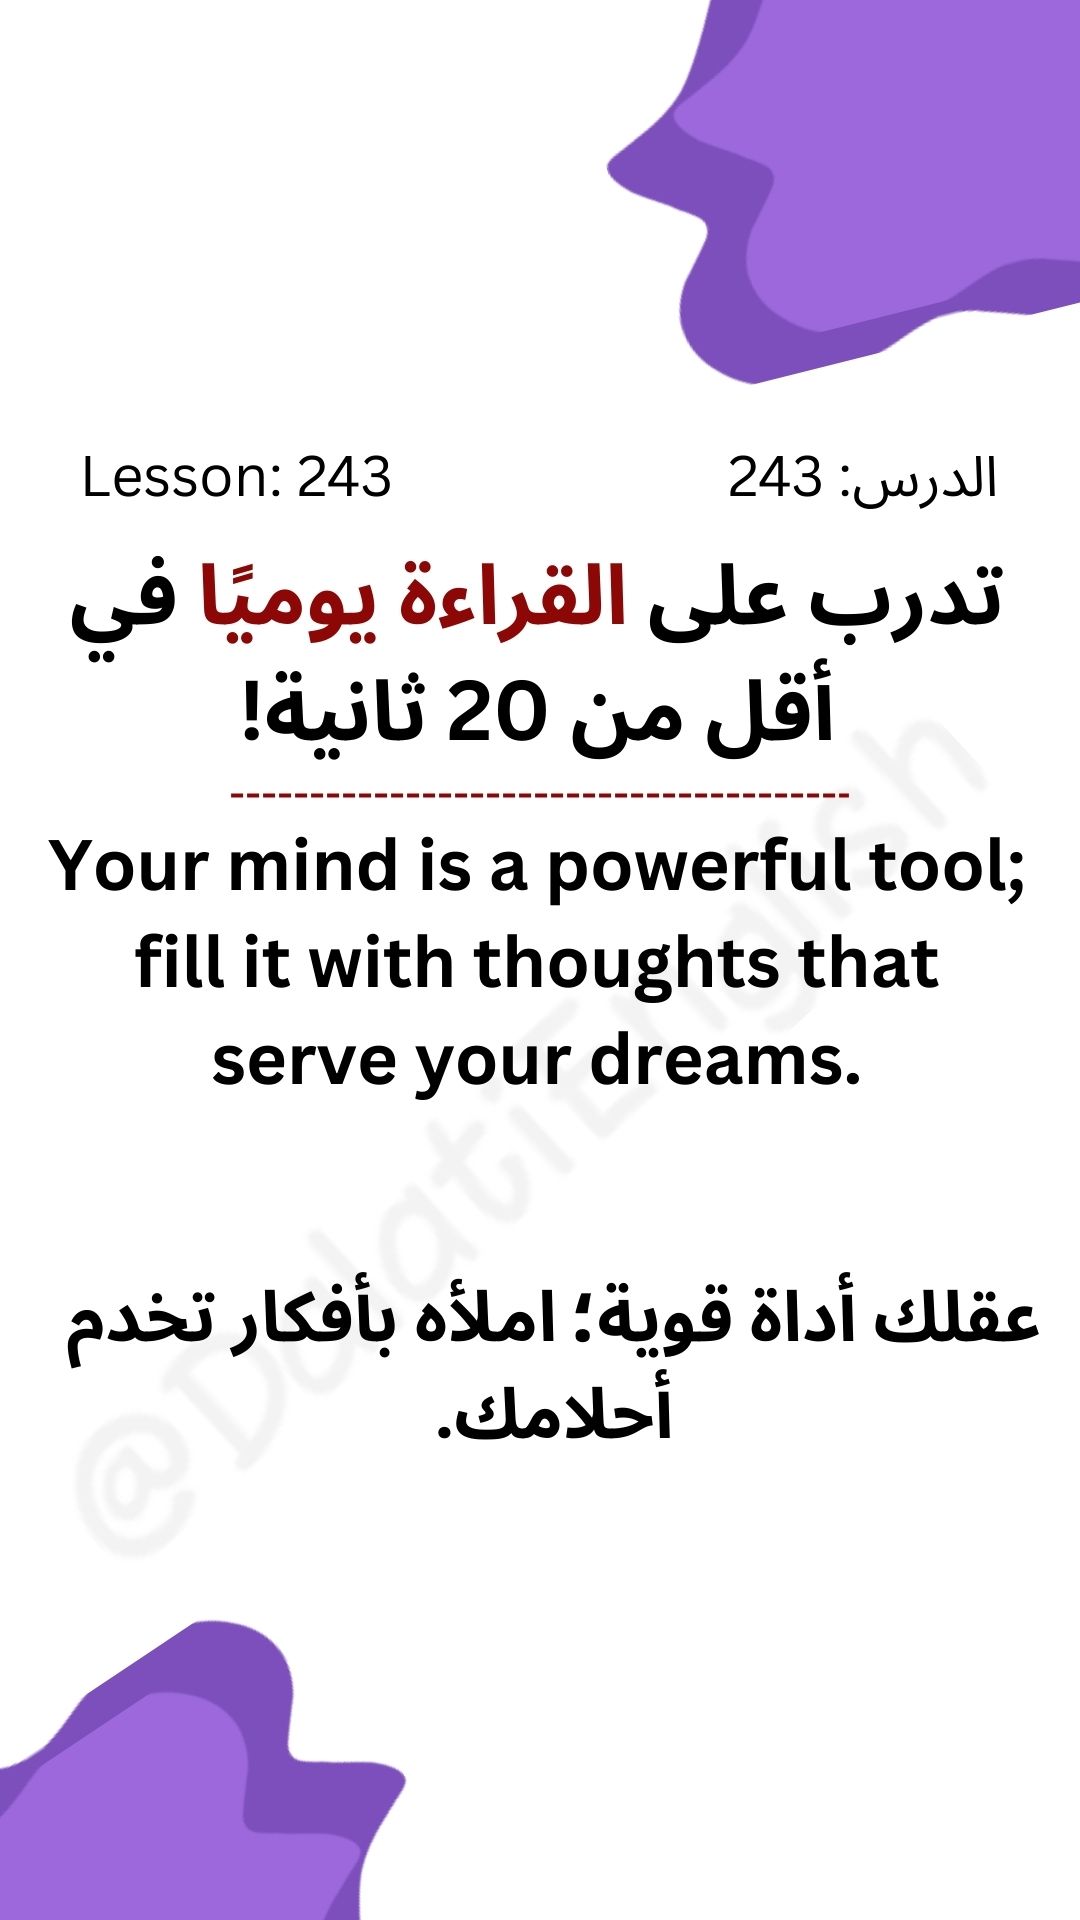 Lesson: 243
الدرس: 243
تدرب على القراءة يوميًا في
أقل من 20 ثانية!
---------------------------------------
Your mind is a powerful tool;
fill it with thoughts that
serve your dreams.
عقلك أداة قوية؛ املأه بأفكار تخدم
أحلامك.
@DdatiEnglish